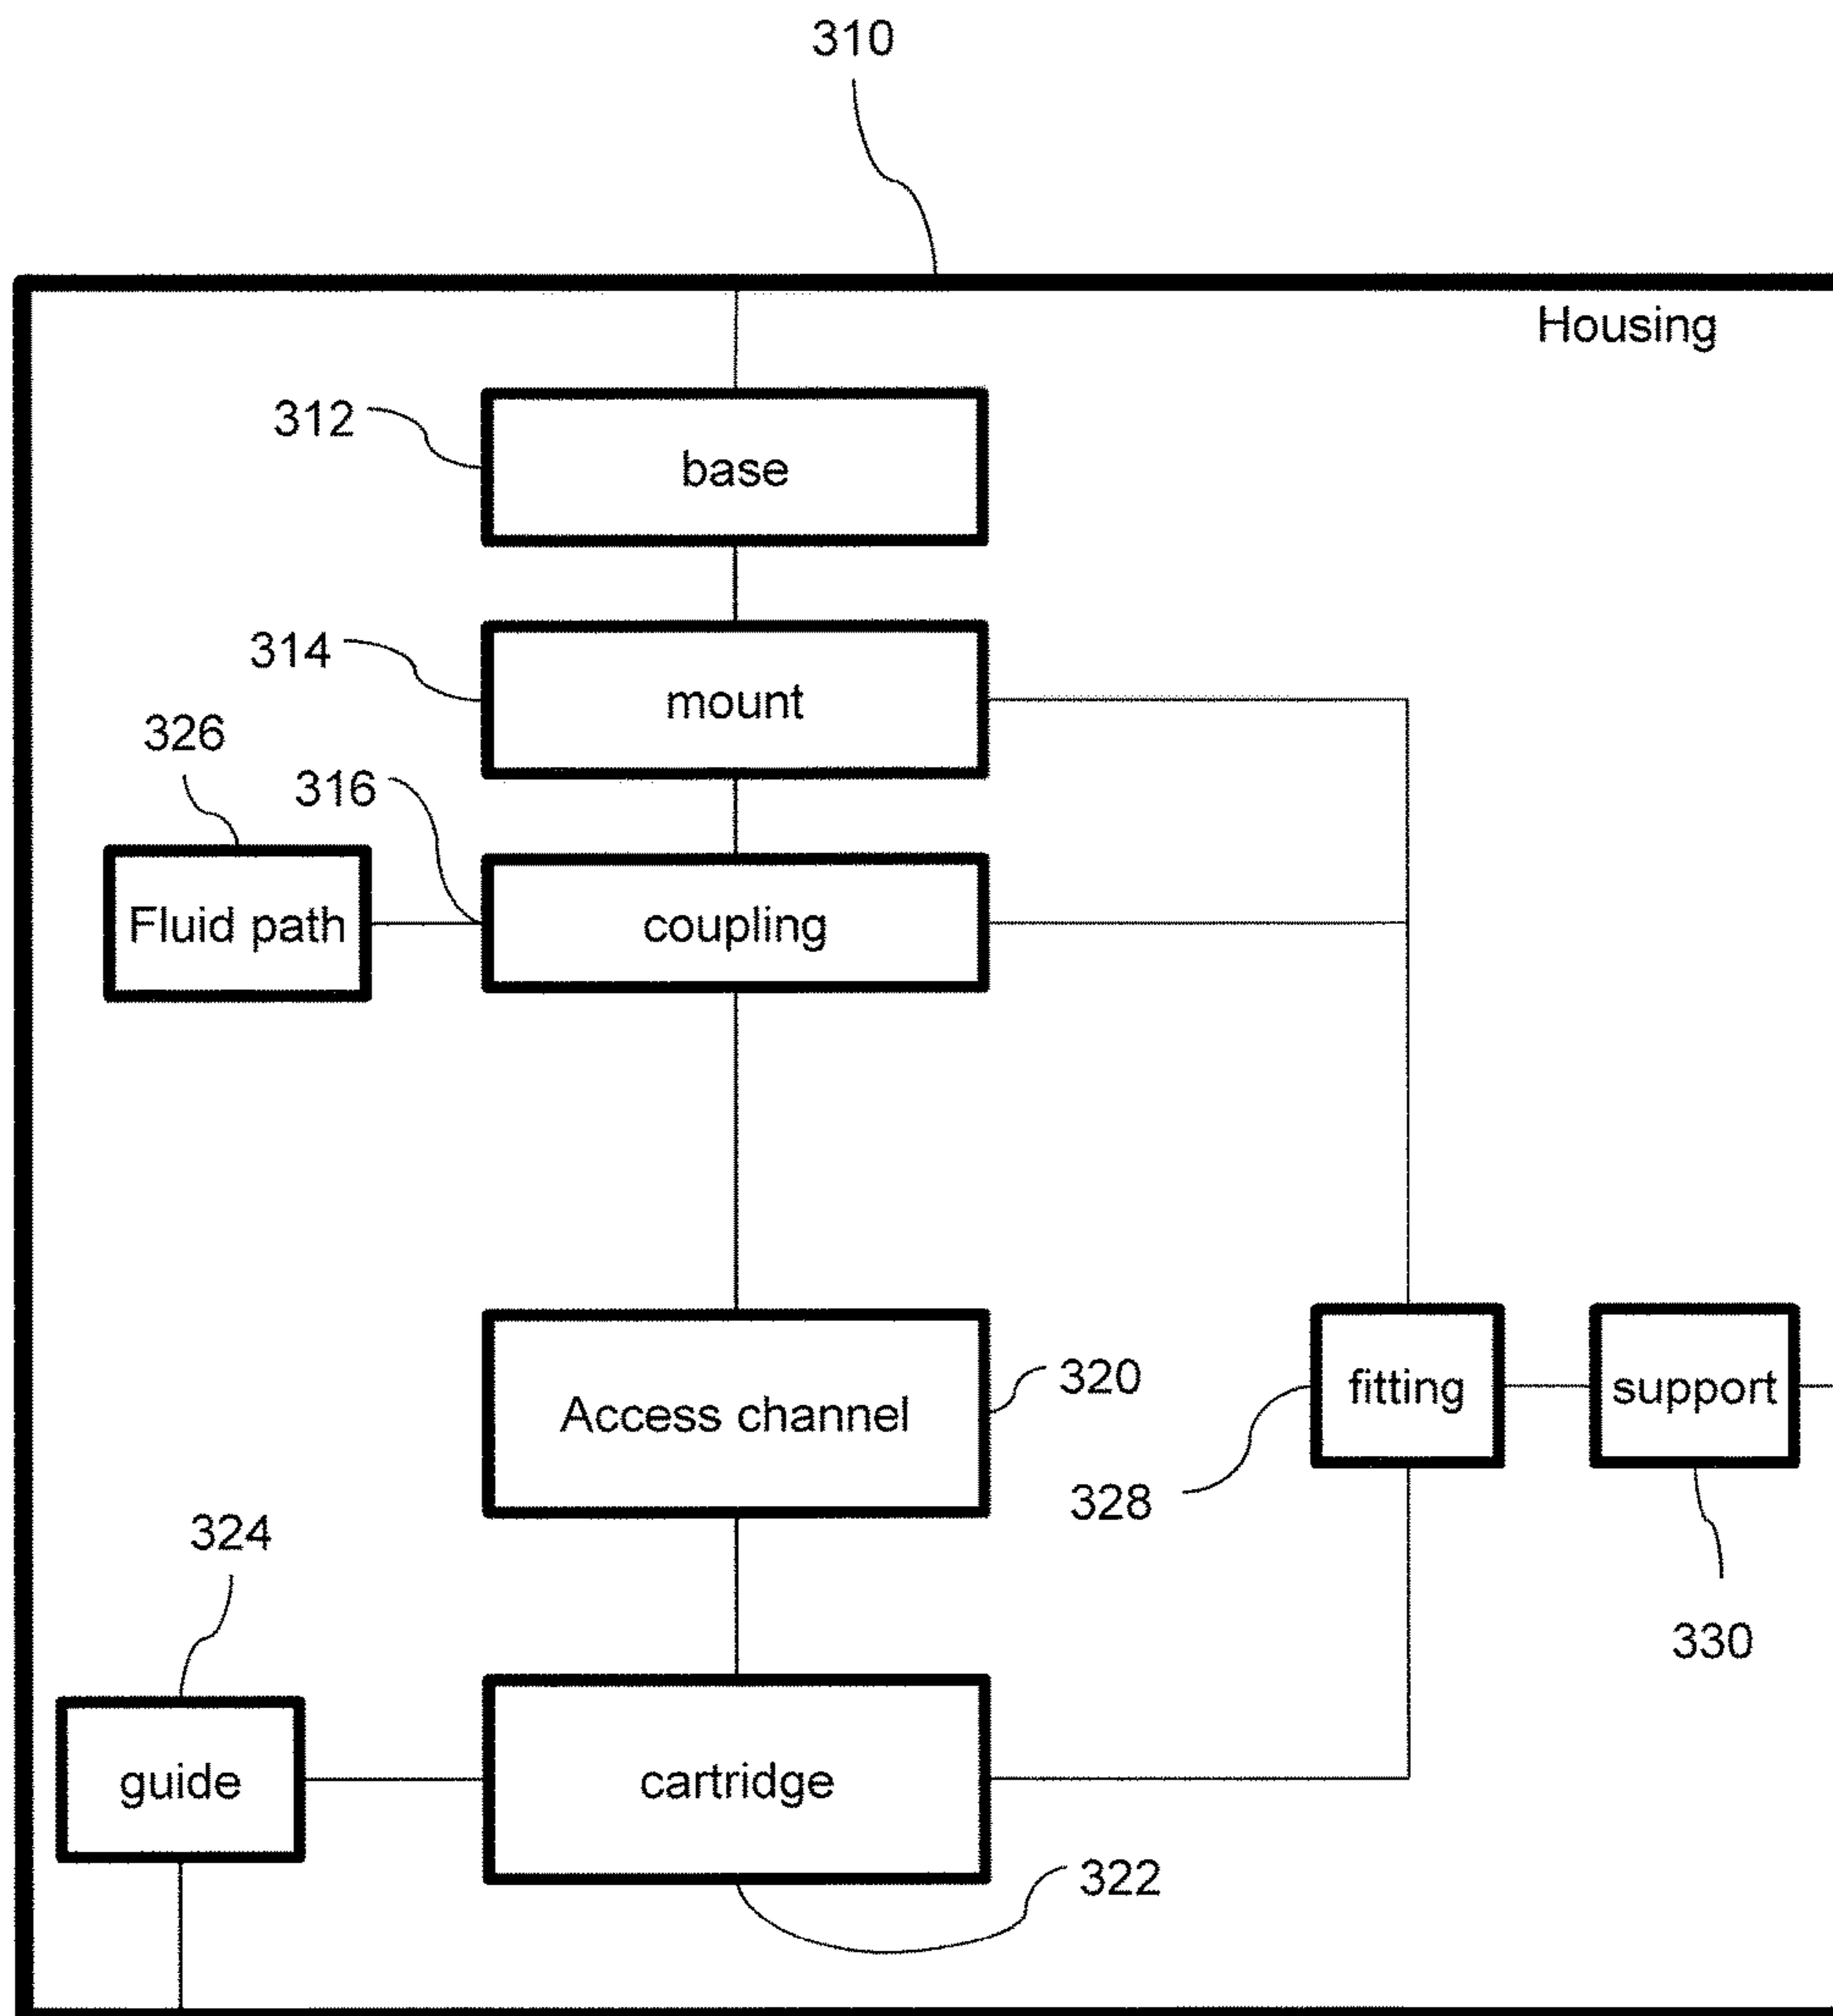 310
Housing
312
base
314
mount
326
316
Fluid path
coupling
320
Access channel
fitting
support
328
324
330
guide
cartridge
322